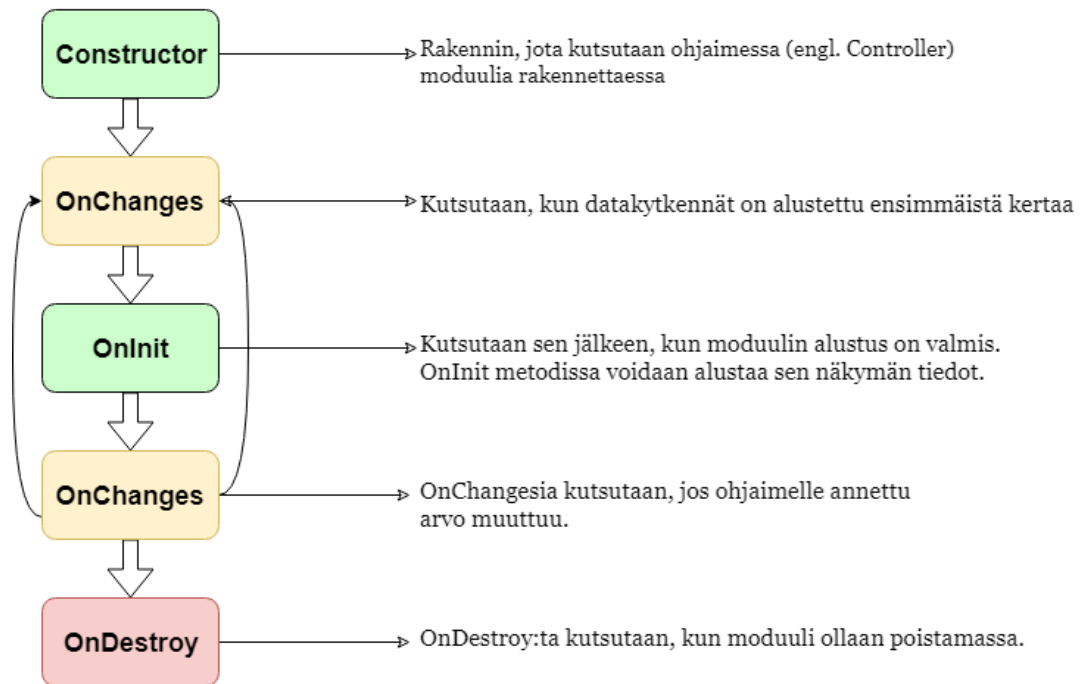 Constructor
Rakennin, jota kutsutaan ohjaimessa (engl. Controller)
moduulia rakennettaessa
OnChanges
Kutsutaan, kun datakytkennät on alustettu ensimmäistä kertaa
OnInit
Kutsutaan sen jälkeen, kun moduulin alustus on valmis.
OnInit metodissa voidaan alustaa sen näkymän tiedot.
OnChanges
OnChangesia kutsutaan, jos ohjaimelle annettu
arvo muuttuu.
OnDestroy
OnDestroy:ta kutsutaan, kun moduuli ollaan poistamassa.